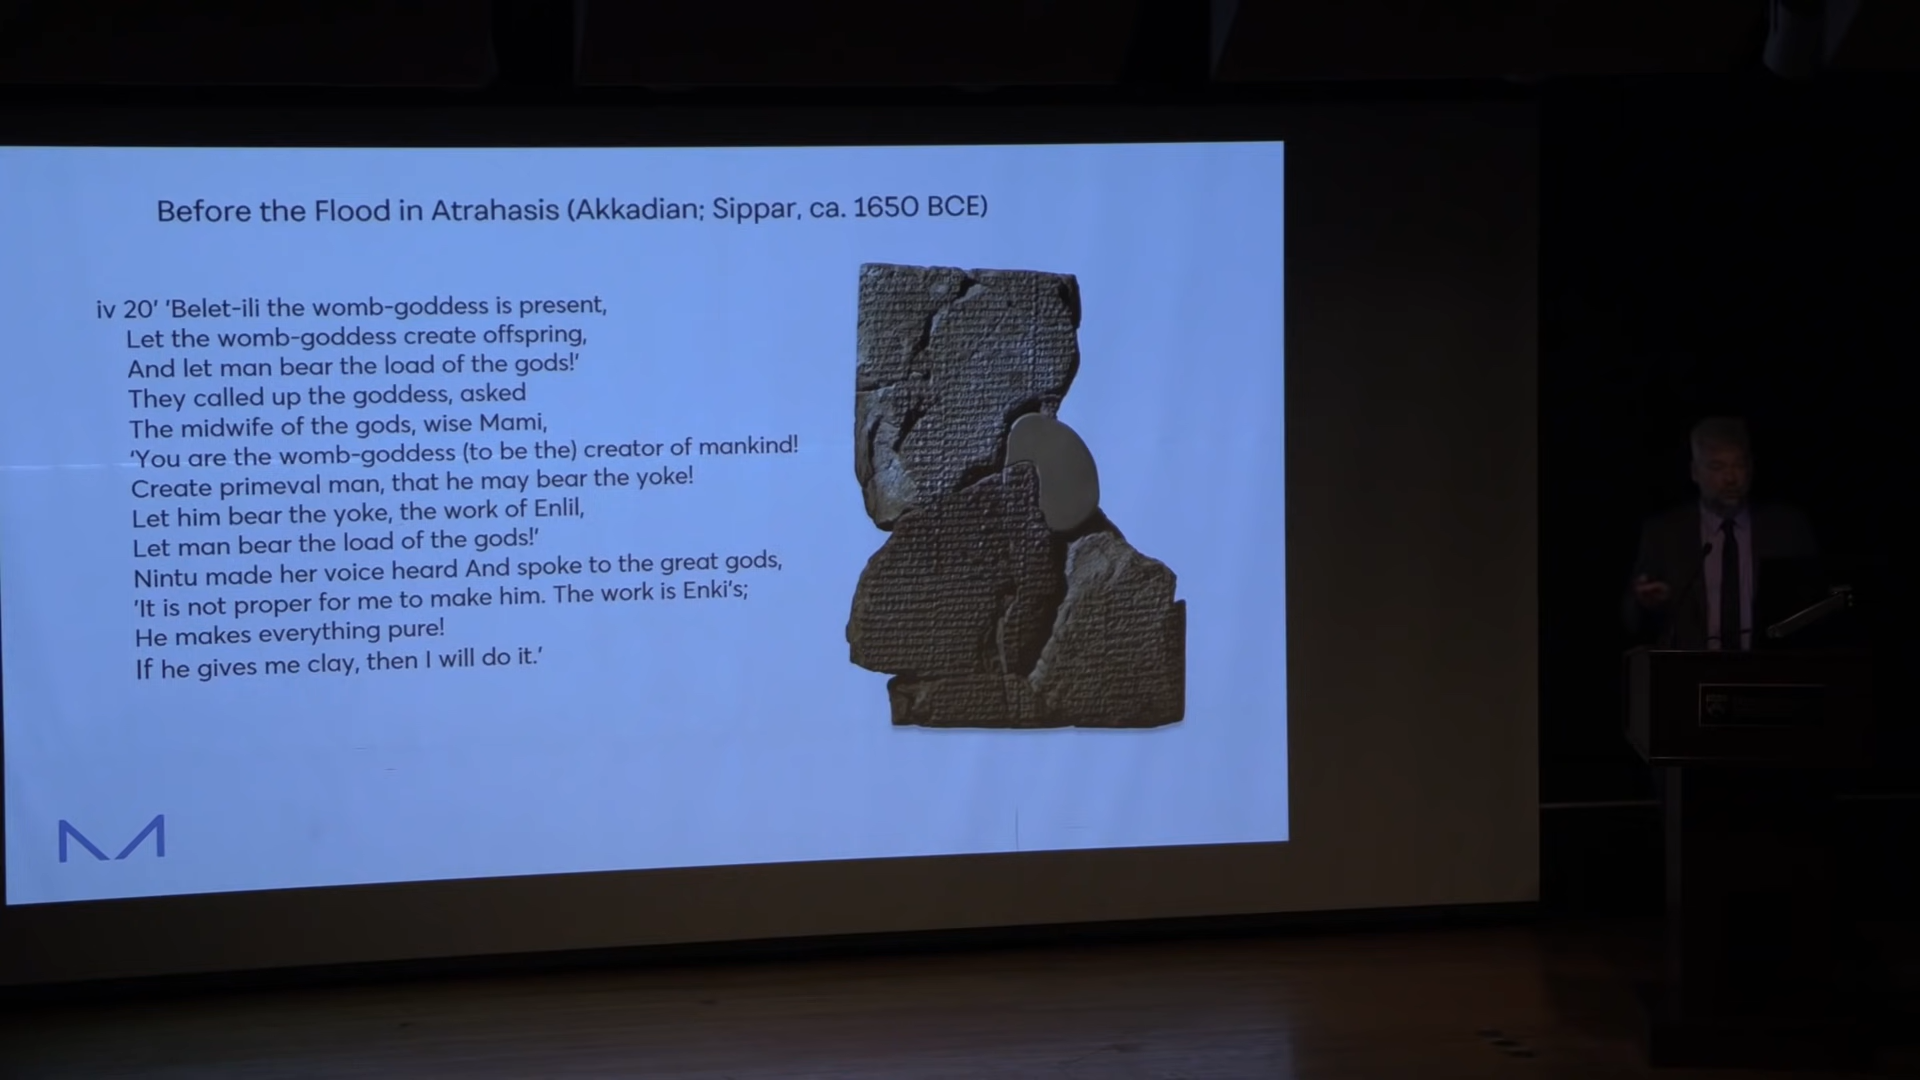 Before the Flood in Atrahasis (Akkadian; Sippar, ca. 1650 BCE)
iv 20' 'Belet-ili the womb-goddess is present,
Let the womb-goddess create offspring,
And let man bear the load of the gods!'
They called up the goddess, asked
The midwife of the gods, wise Mami,
'You are the womb-goddess (to be the) creator of mankind!
Create primeval man, that he may bear the yoke!
Let him bear the yoke, the work of Enlil,
Let man bear the load of the gods!'
Nintu made her voice heard And spoke to the great gods,
'It is not proper for me to make him. The work is Enki's;
He makes everything pure!
If he gives me clay, then I will do it.'